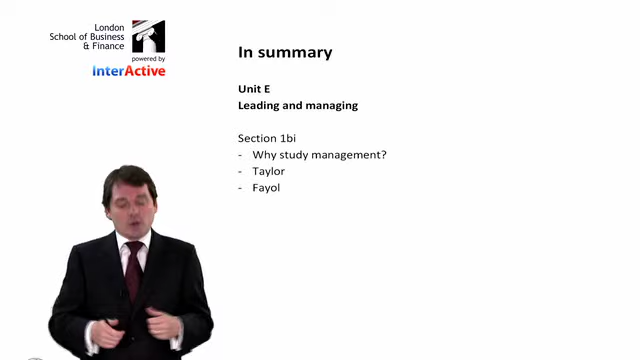 London
School of Business
& Finance
powered by
InterActive
In summary
Unit E
Leading and managing
Section 1bi
- Why study management?
- Taylor
- Fayol